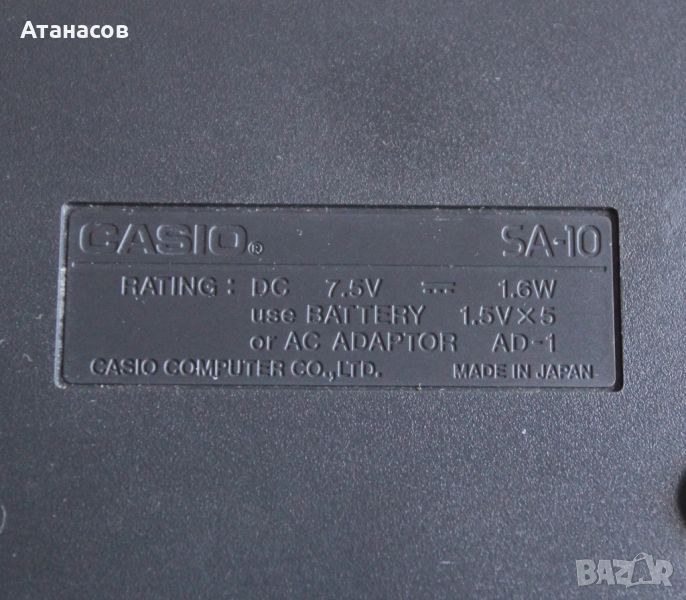 Атанасов
CASIO® SA-10
RATING : DC 7.5V ⎓ 1.6W
use BATTERY 1.5V×5
or AC ADAPTOR AD-1
CASIO COMPUTER CO.,LTD. MADE IN JAPAN
BAZAR